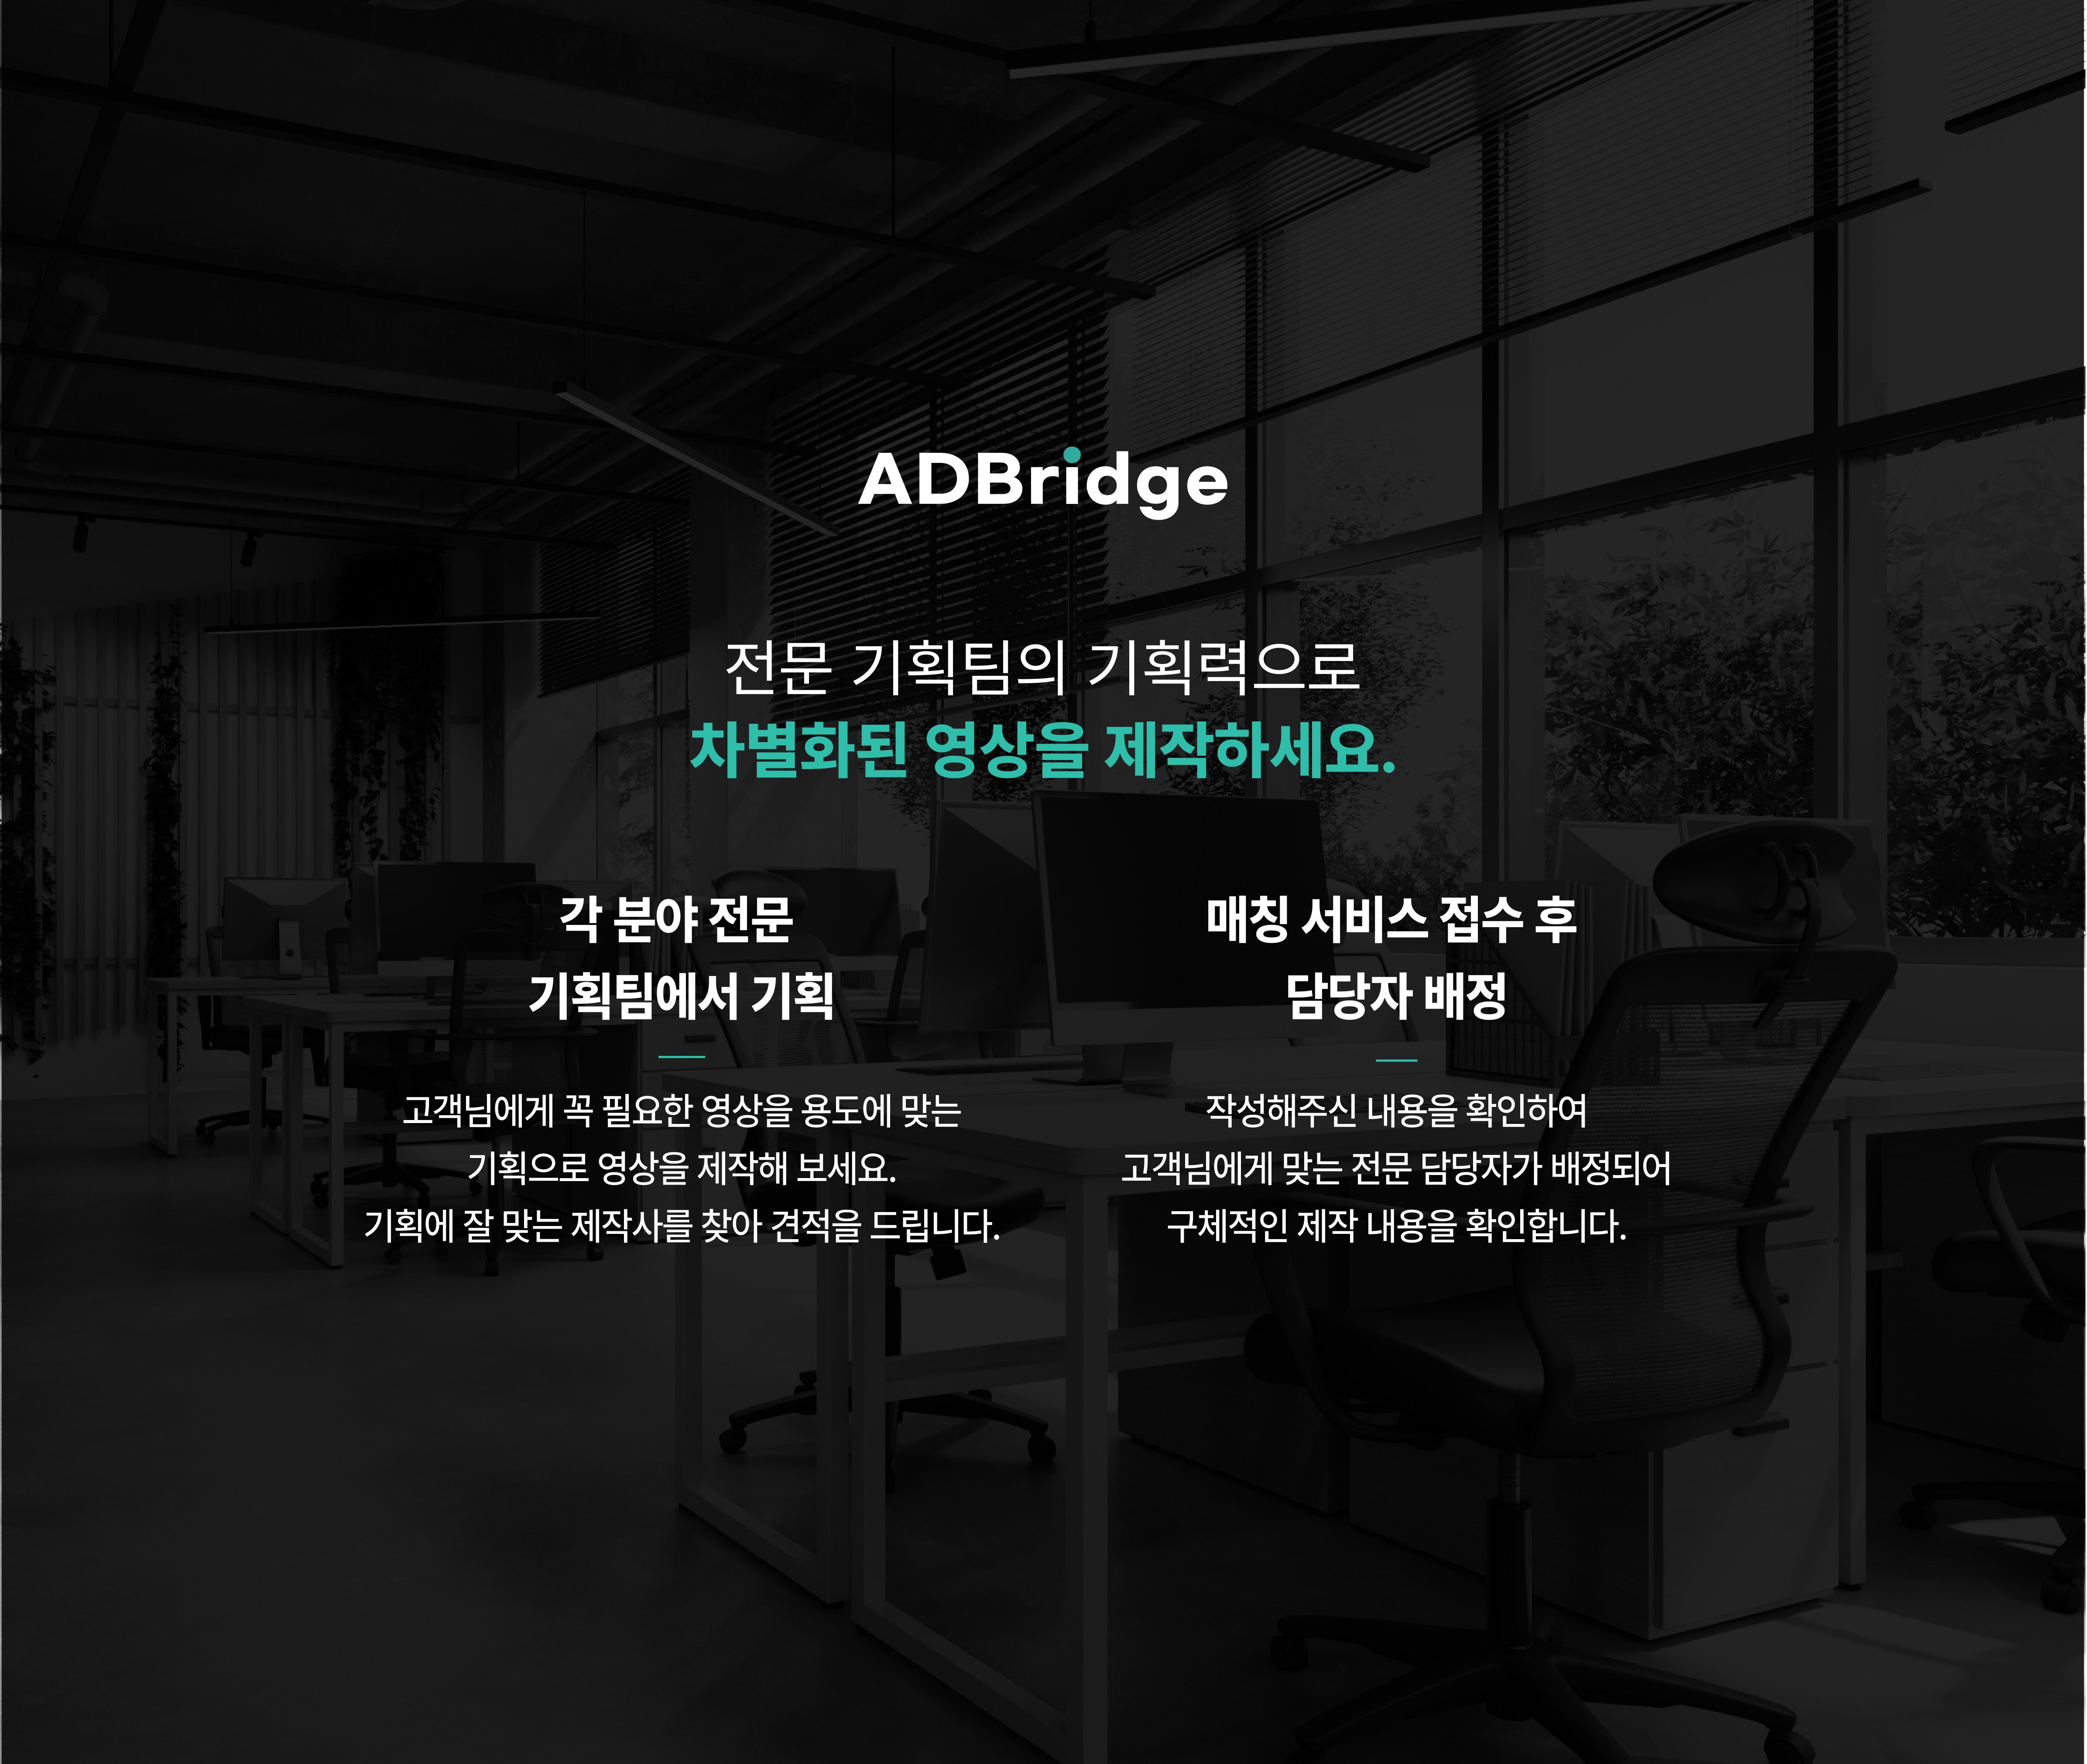 ADBridge
전문 기획팀의 기획력으로
차별화된 영상을 제작하세요.
각 분야 전문
기획팀에서 기획
고객님에게 꼭 필요한 영상을 용도에 맞는
기획으로 영상을 제작해 보세요.
기획에 잘 맞는 제작사를 찾아 견적을 드립니다.
매칭 서비스 접수 후
담당자 배정
작성해주신 내용을 확인하여
고객님에게 맞는 전문 담당자가 배정되어
구체적인 제작 내용을 확인합니다.